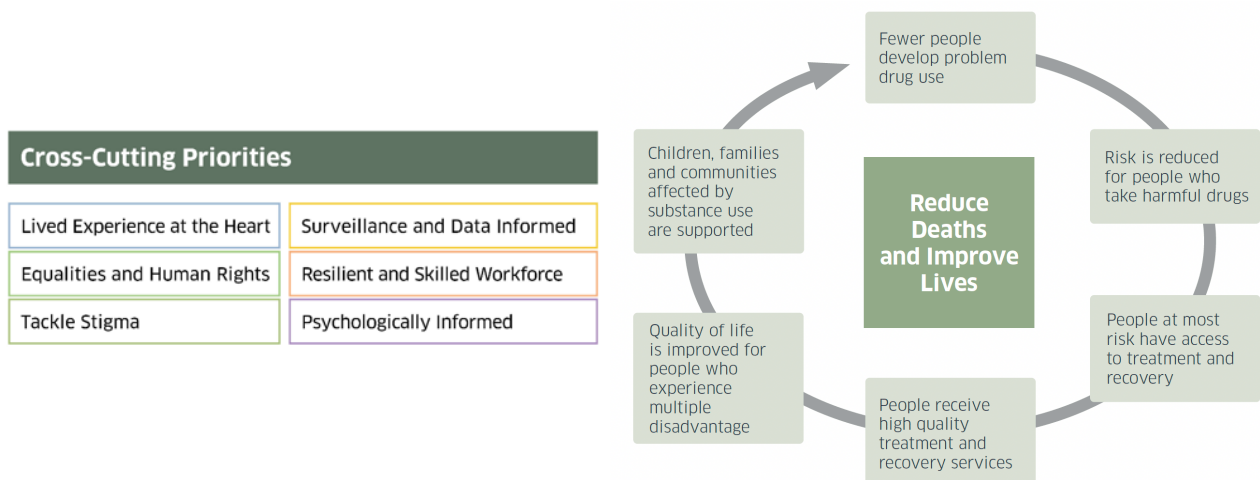 Cross-Cutting Priorities
Lived Experience at the Heart
Surveillance and Data Informed
Equalities and Human Rights
Resilient and Skilled Workforce
Tackle Stigma
Psychologically Informed
Fewer people
develop problem
drug use
Risk is reduced
for people who
take harmful drugs
People at most
risk have access
to treatment and
recovery
People receive
high quality
treatment and
recovery services
Quality of life
is improved for
people who
experience
multiple
disadvantage
Children, families
and communities
affected by
substance use
are supported
Reduce
Deaths
and Improve
Lives